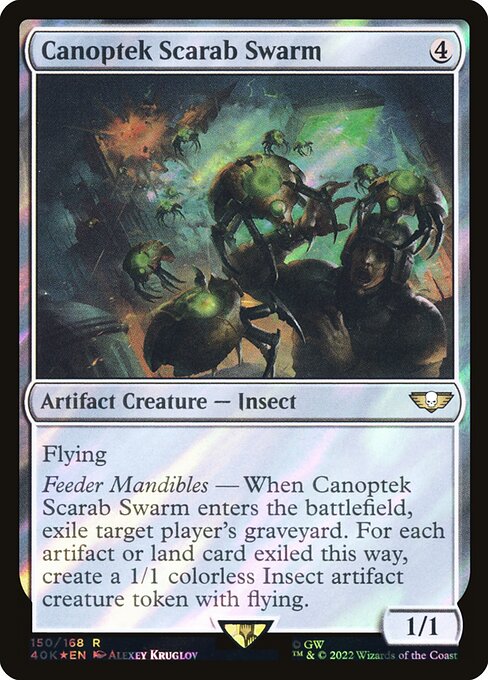 Canoptek Scarab Swarm 4
Artifact Creature — Insect
Flying
Feeder Mandibles — When Canoptek
Scarab Swarm enters the battlefield,
exile target player's graveyard. For each
artifact or land card exiled this way,
create a 1/1 colorless Insect artifact
creature token with flying.
1/1
150/168 R
40K★EN Alexey Kruglov
© GW
™ & © 2022 Wizards of the Coast